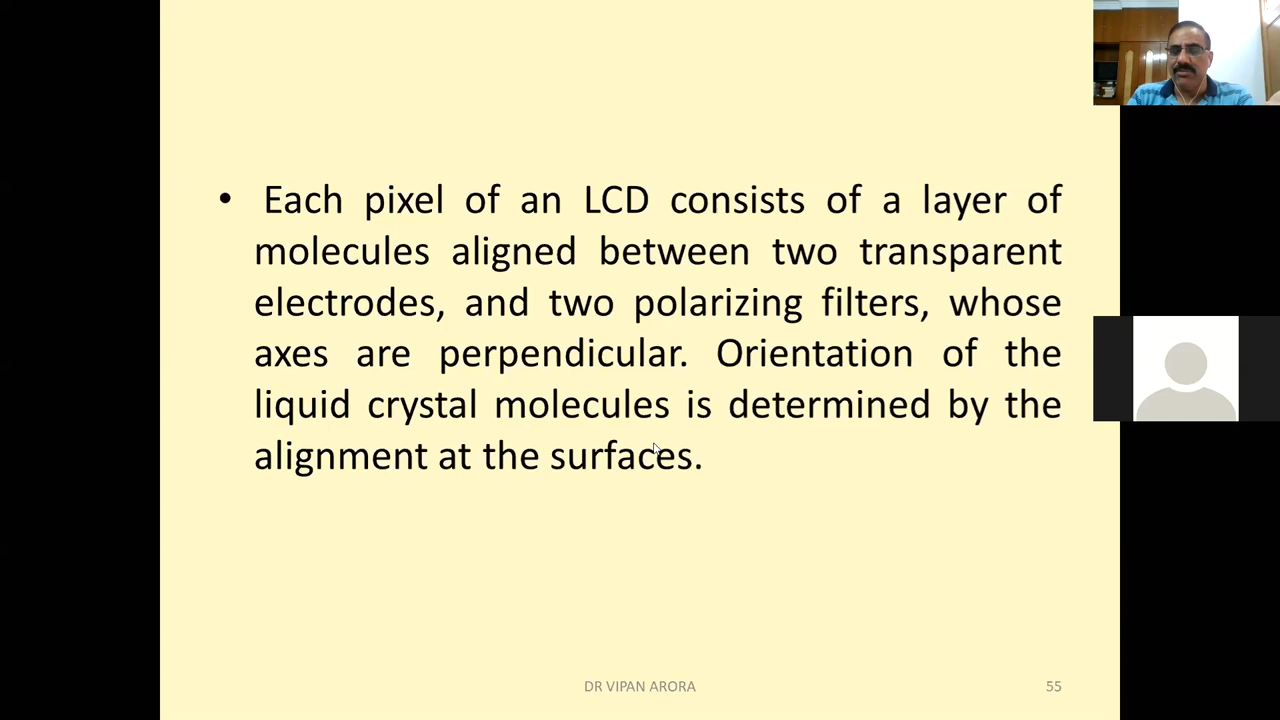 • Each pixel of an LCD consists of a layer of
molecules aligned between two transparent
electrodes, and two polarizing filters, whose
axes are perpendicular. Orientation of the
liquid crystal molecules is determined by the
alignment at the surfaces.
DR VIPAN ARORA
55